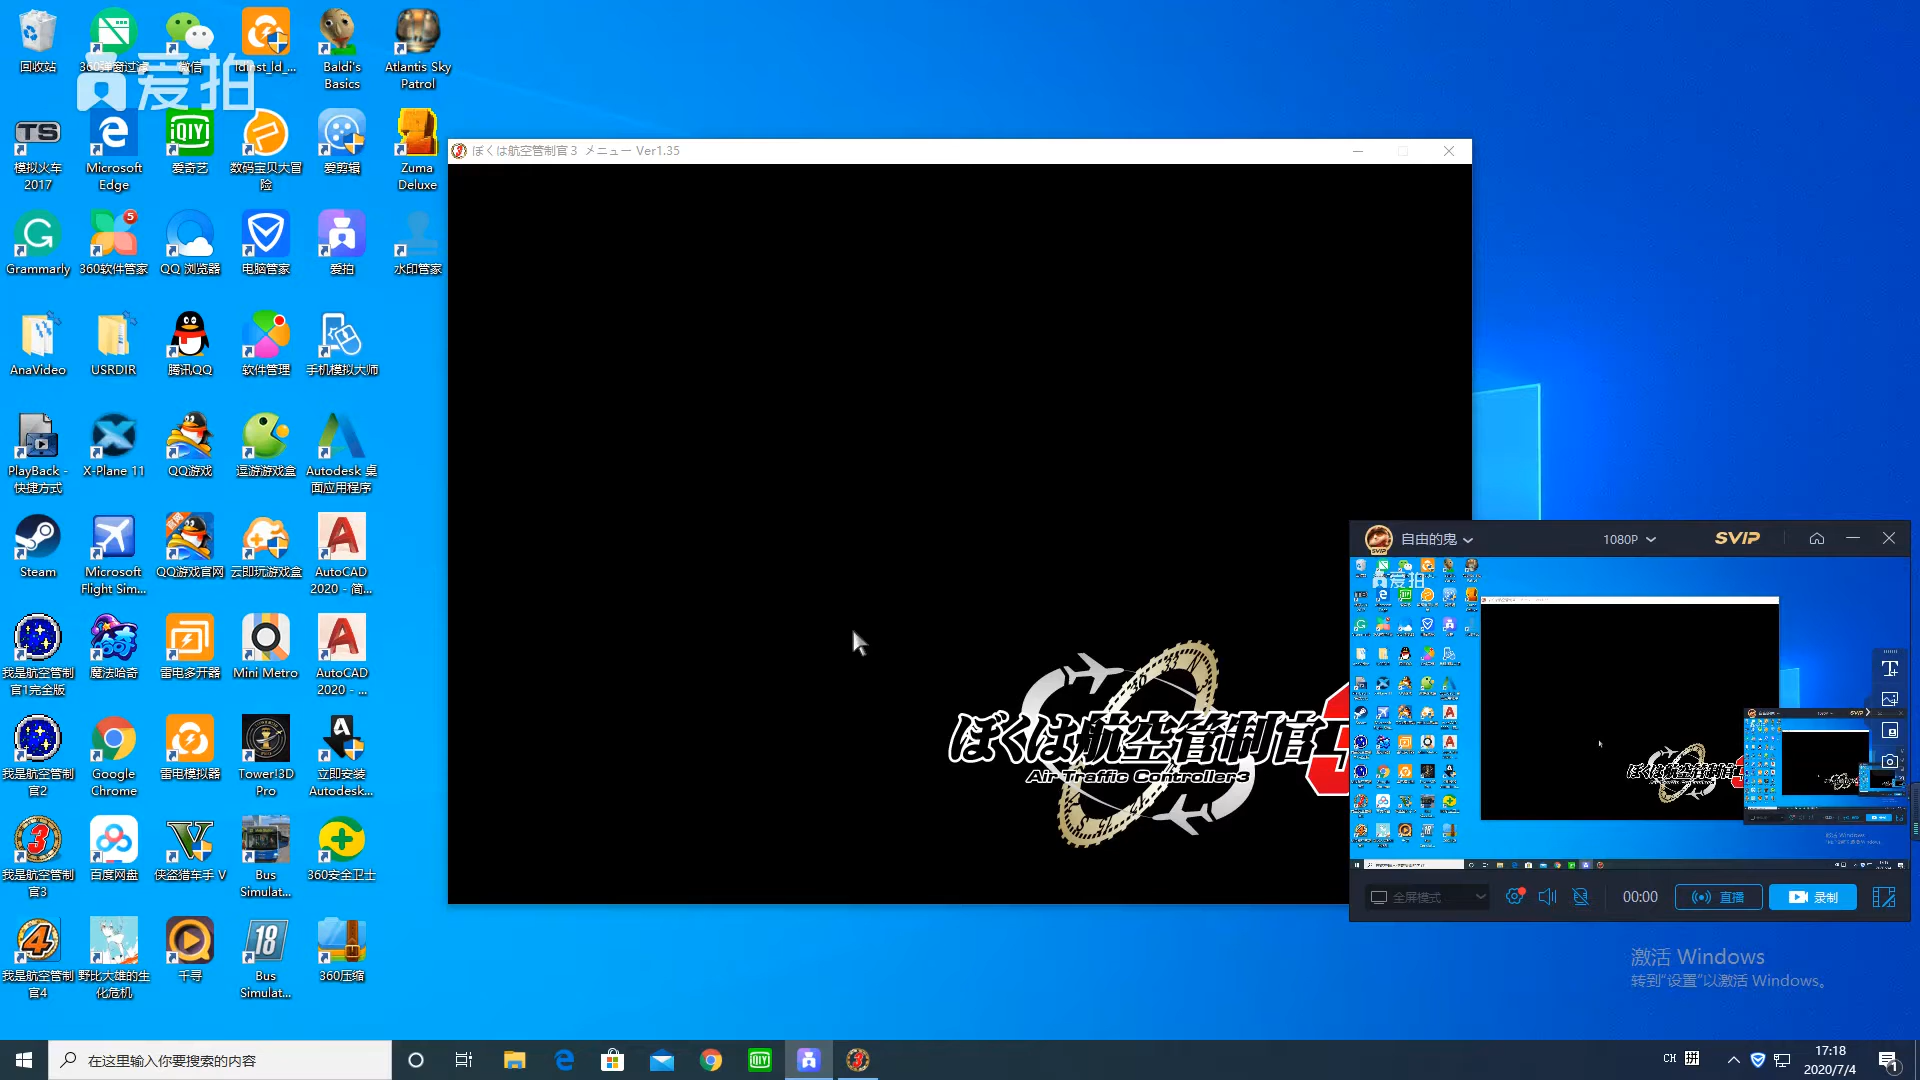 回收站
360弹窗过滤
微信
ldinst_ld_...
Baldi's
Basics
Atlantis Sky
Patrol
爱拍
模拟火车
2017
Microsoft
Edge
爱奇艺
数码宝贝大冒
险
爱剪辑
Zuma
Deluxe
Grammarly
360软件管家
QQ 浏览器
电脑管家
爱拍
水印管家
AnaVideo
USRDIR
腾讯QQ
软件管理
手机模拟大师
PlayBack -
快捷方式
X-Plane 11
QQ游戏
逗游游戏盒
Autodesk 桌
面应用程序
Steam
Microsoft
Flight Sim...
QQ游戏官网
云即玩游戏盒
AutoCAD
2020 - 简...
我是航空管制
官1完全版
魔法哈奇
雷电多开器
Mini Metro
AutoCAD
2020 - ...
我是航空管制
官2
Google
Chrome
雷电模拟器
Tower!3D
Pro
立即安装
Autodesk...
我是航空管制
官3
百度网盘
侠盗猎车手 V
Bus
Simulat...
360安全卫士
我是航空管制
官4
野比大雄的生
化危机
千寻
Bus
Simulat...
360压缩
ぼくは航空管制官3 メニュー Ver1.35
ぼくは航空管制官3
Air Traffic Controller3
自由的鬼
1080P
SVIP
全屏模式
00:00
直播
录制
激活 Windows
转到"设置"以激活 Windows。
在这里输入你要搜索的内容
CH
17:18
2020/7/4